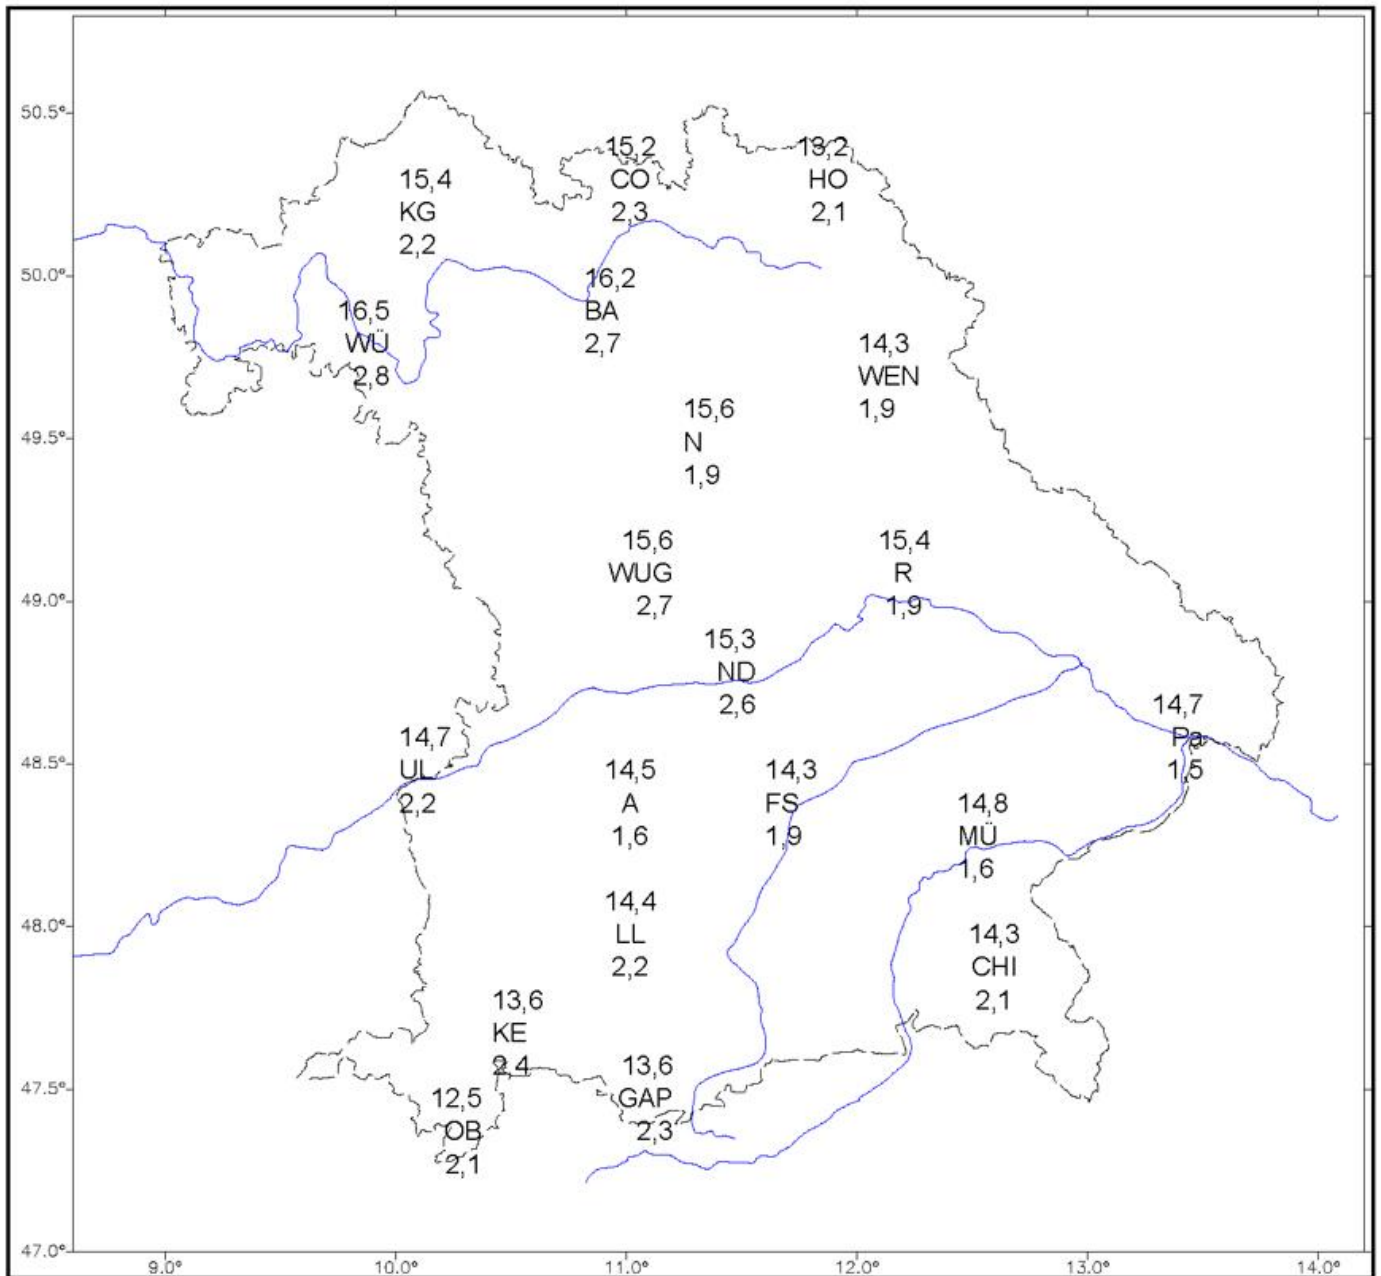 50.5°
15,2
CO
2,3
13,2
HO
2,1
15,4
KG
2,2
50.0°
16,2
BA
2,7
16,5
WÜ
2,8
14,3
WEN
1,9
15,6
N
1,9
49.5°
15,6
WUG
2,7
15,4
R
1,9
49.0°
15,3
ND
2,6
14,7
Pa
1,5
14,7
UL
2,2
48.5°
14,5
A
1,6
14,3
FS
1,9
14,8
MÜ
1,6
14,4
LL
2,2
48.0°
14,3
CHI
2,1
13,6
KE
2,4
13,6
GAP
2,3
47.5°
12,5
OB
2,1
47.0°
9.0°
10.0°
11.0°
12.0°
13.0°
14.0°